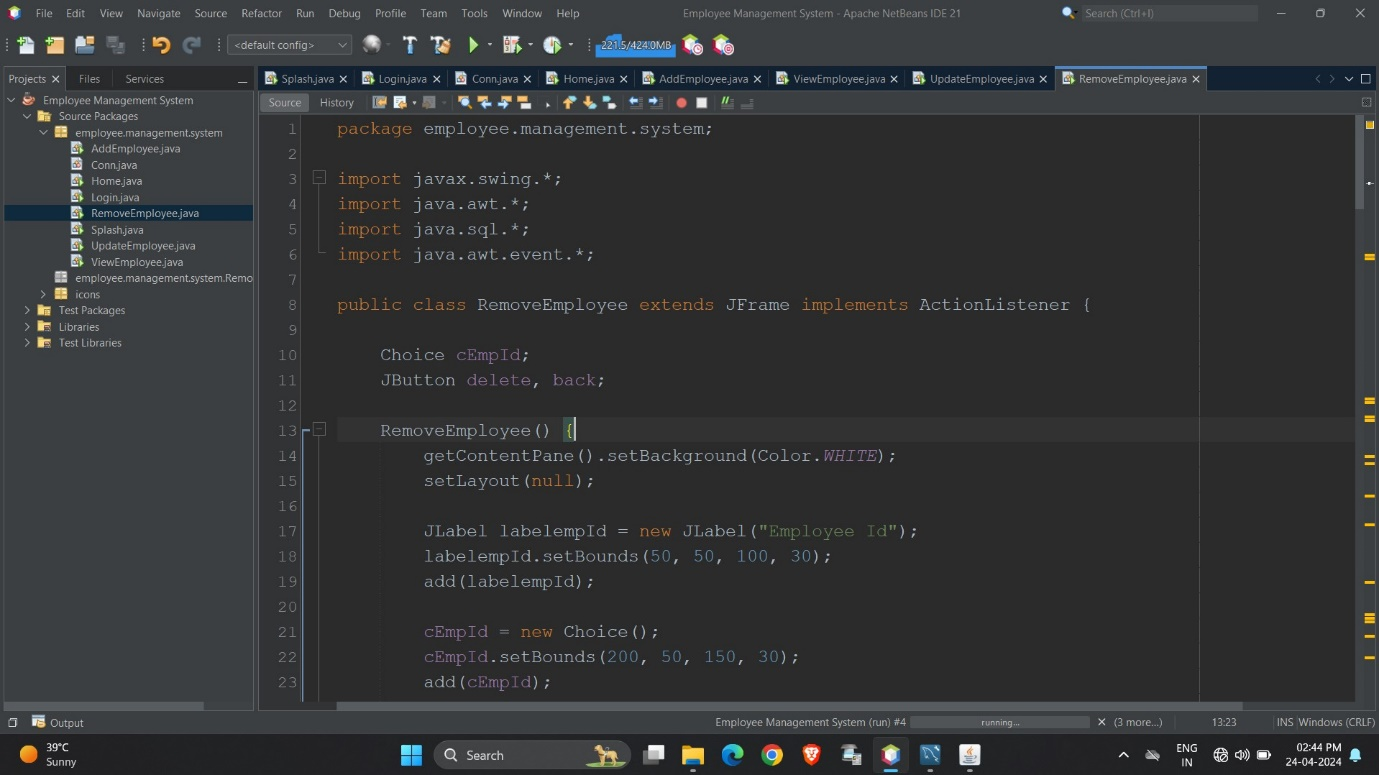 File Edit View Navigate Source Refactor Run Debug Profile Team Tools Window Help Employee Management System - Apache NetBeans IDE 21 Search (Ctrl+I)
<default config> 221.5/424.0MB
Projects Files Services
Splash.java Login.java Conn.java Home.java AddEmployee.java ViewEmployee.java UpdateEmployee.java RemoveEmployee.java
Employee Management System
Source Packages
employee.management.system
AddEmployee.java
Conn.java
Home.java
Login.java
RemoveEmployee.java
Splash.java
UpdateEmployee.java
ViewEmployee.java
employee.management.system.Remo
icons
Test Packages
Libraries
Test Libraries
Source History
1 package employee.management.system;
2
3 import javax.swing.*;
4 import java.awt.*;
5 import java.sql.*;
6 import java.awt.event.*;
7
8 public class RemoveEmployee extends JFrame implements ActionListener {
9
10 Choice cEmpId;
11 JButton delete, back;
12
13 RemoveEmployee() {
14 getContentPane().setBackground(Color.WHITE);
15 setLayout(null);
16
17 JLabel labelempId = new JLabel("Employee Id");
18 labelempId.setBounds(50, 50, 100, 30);
19 add(labelempId);
20
21 cEmpId = new Choice();
22 cEmpId.setBounds(200, 50, 150, 30);
23 add(cEmpId);
Output Employee Management System (run) #4 running... (3 more...) 13:23 INS Windows (CRLF)
39°C
Sunny
Search
ENG
IN
02:44 PM
24-04-2024